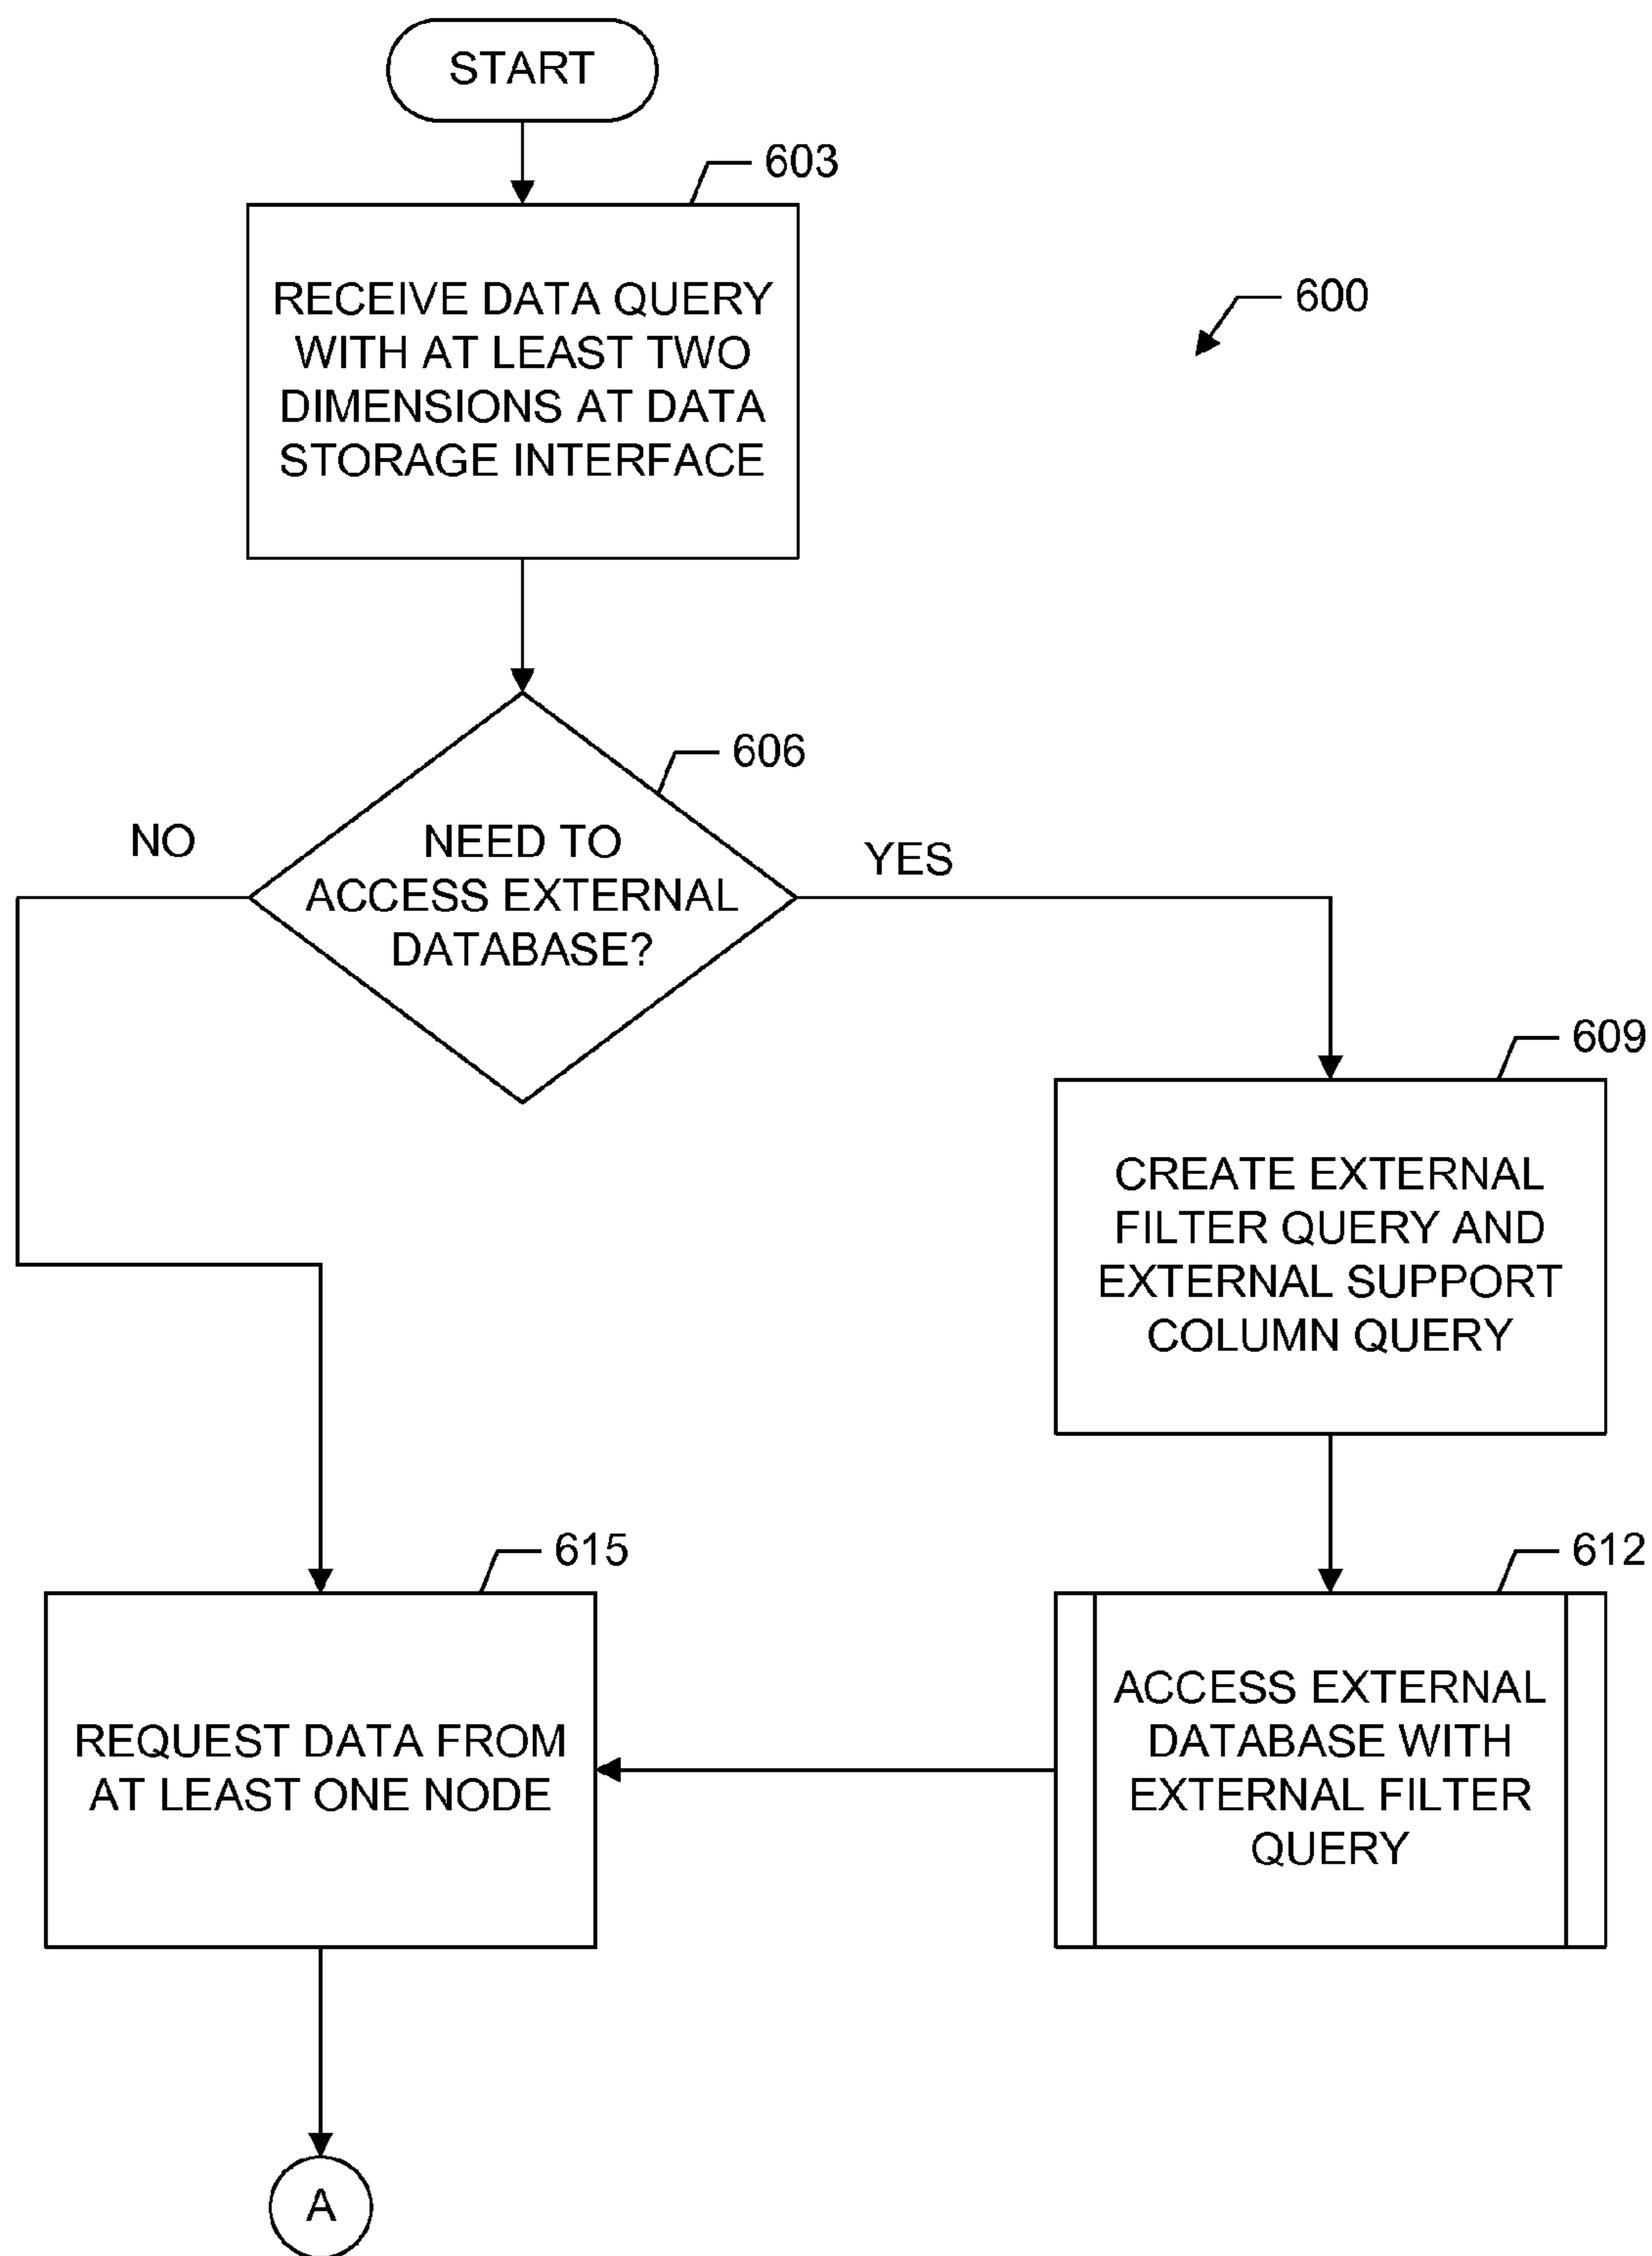 START
603
RECEIVE DATA QUERY
WITH AT LEAST TWO
DIMENSIONS AT DATA
STORAGE INTERFACE
600
606
NEED TO
ACCESS EXTERNAL
DATABASE?
NO
YES
609
CREATE EXTERNAL
FILTER QUERY AND
EXTERNAL SUPPORT
COLUMN QUERY
615
REQUEST DATA FROM
AT LEAST ONE NODE
612
ACCESS EXTERNAL
DATABASE WITH
EXTERNAL FILTER
QUERY
A